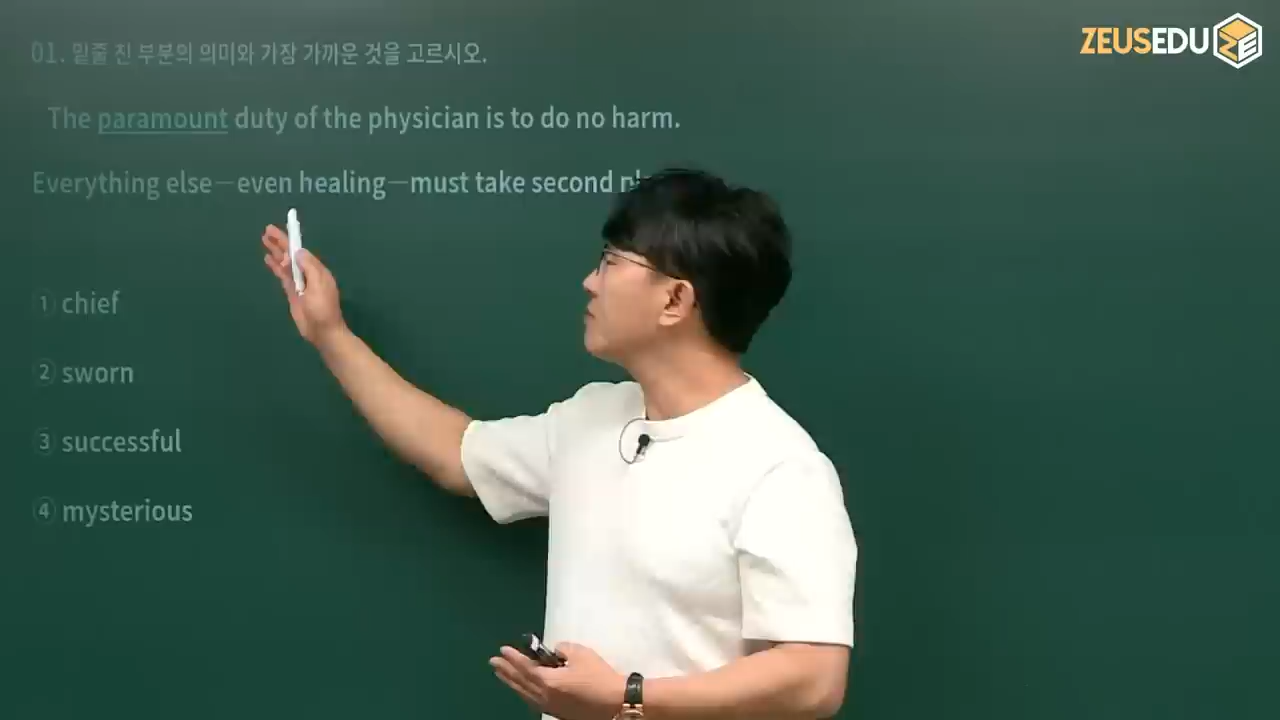 ZEUSEDU
01. 밑줄 친 부분의 의미와 가장 가까운 것을 고르시오.
The paramount duty of the physician is to do no harm.
Everything else—even healing—must take second
① chief
② sworn
③ successful
④ mysterious